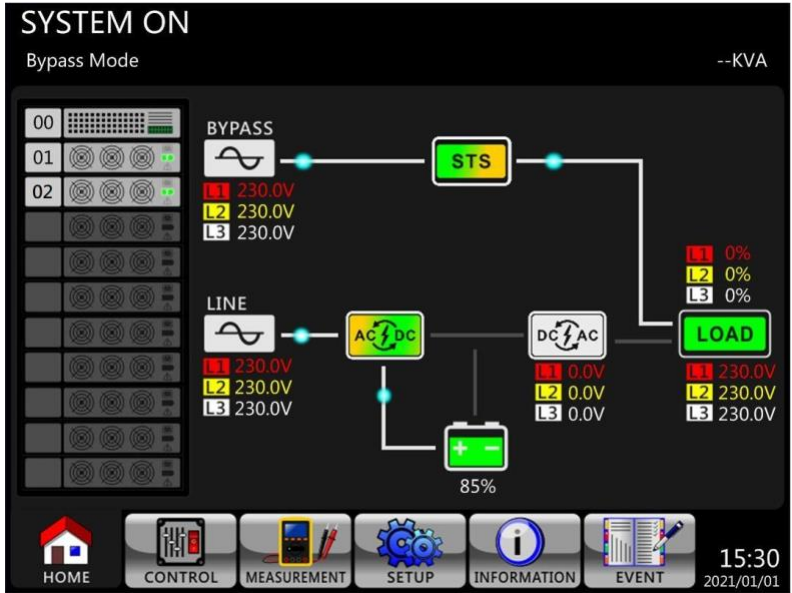 SYSTEM ON
Bypass Mode
--KVA
00
01
02
BYPASS
L1 230.0V
L2 230.0V
L3 230.0V
STS
LINE
L1 230.0V
L2 230.0V
L3 230.0V
AC DC
DC AC
L1 0.0V
L2 0.0V
L3 0.0V
+ -
85%
L1 0%
L2 0%
L3 0%
LOAD
L1 230.0V
L2 230.0V
L3 230.0V
HOME
CONTROL
MEASUREMENT
SETUP
INFORMATION
EVENT
15:30
2021/01/01